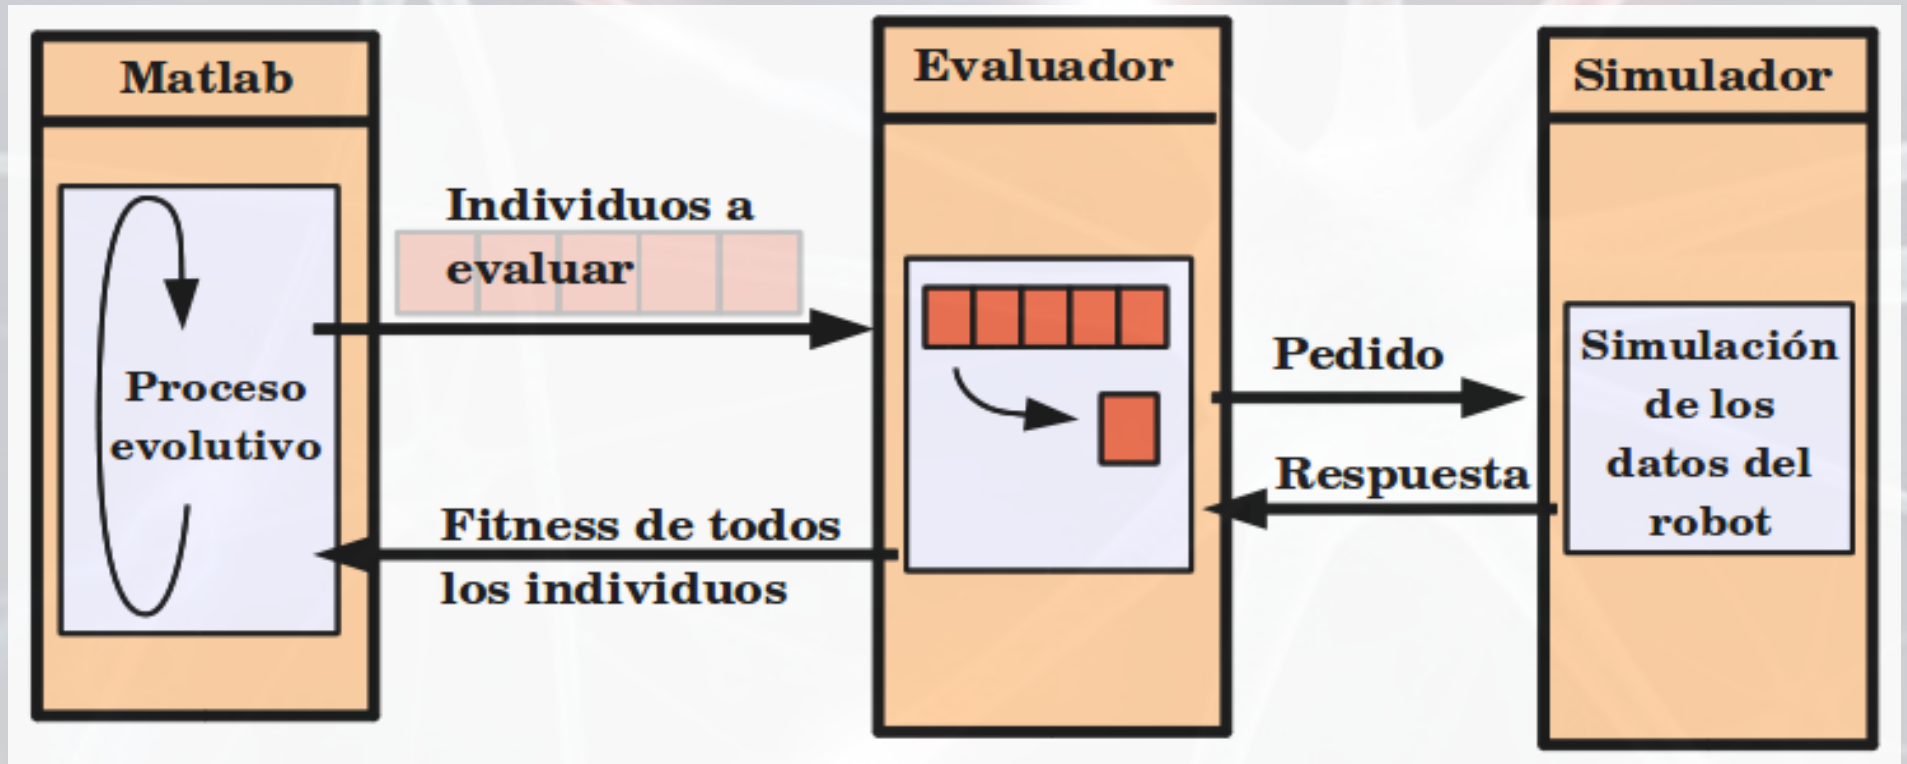 Matlab
Proceso
evolutivo
Individuos a
evaluar
Fitness de todos
los individuos
Evaluador
Pedido
Respuesta
Simulador
Simulación
de los
datos del
robot